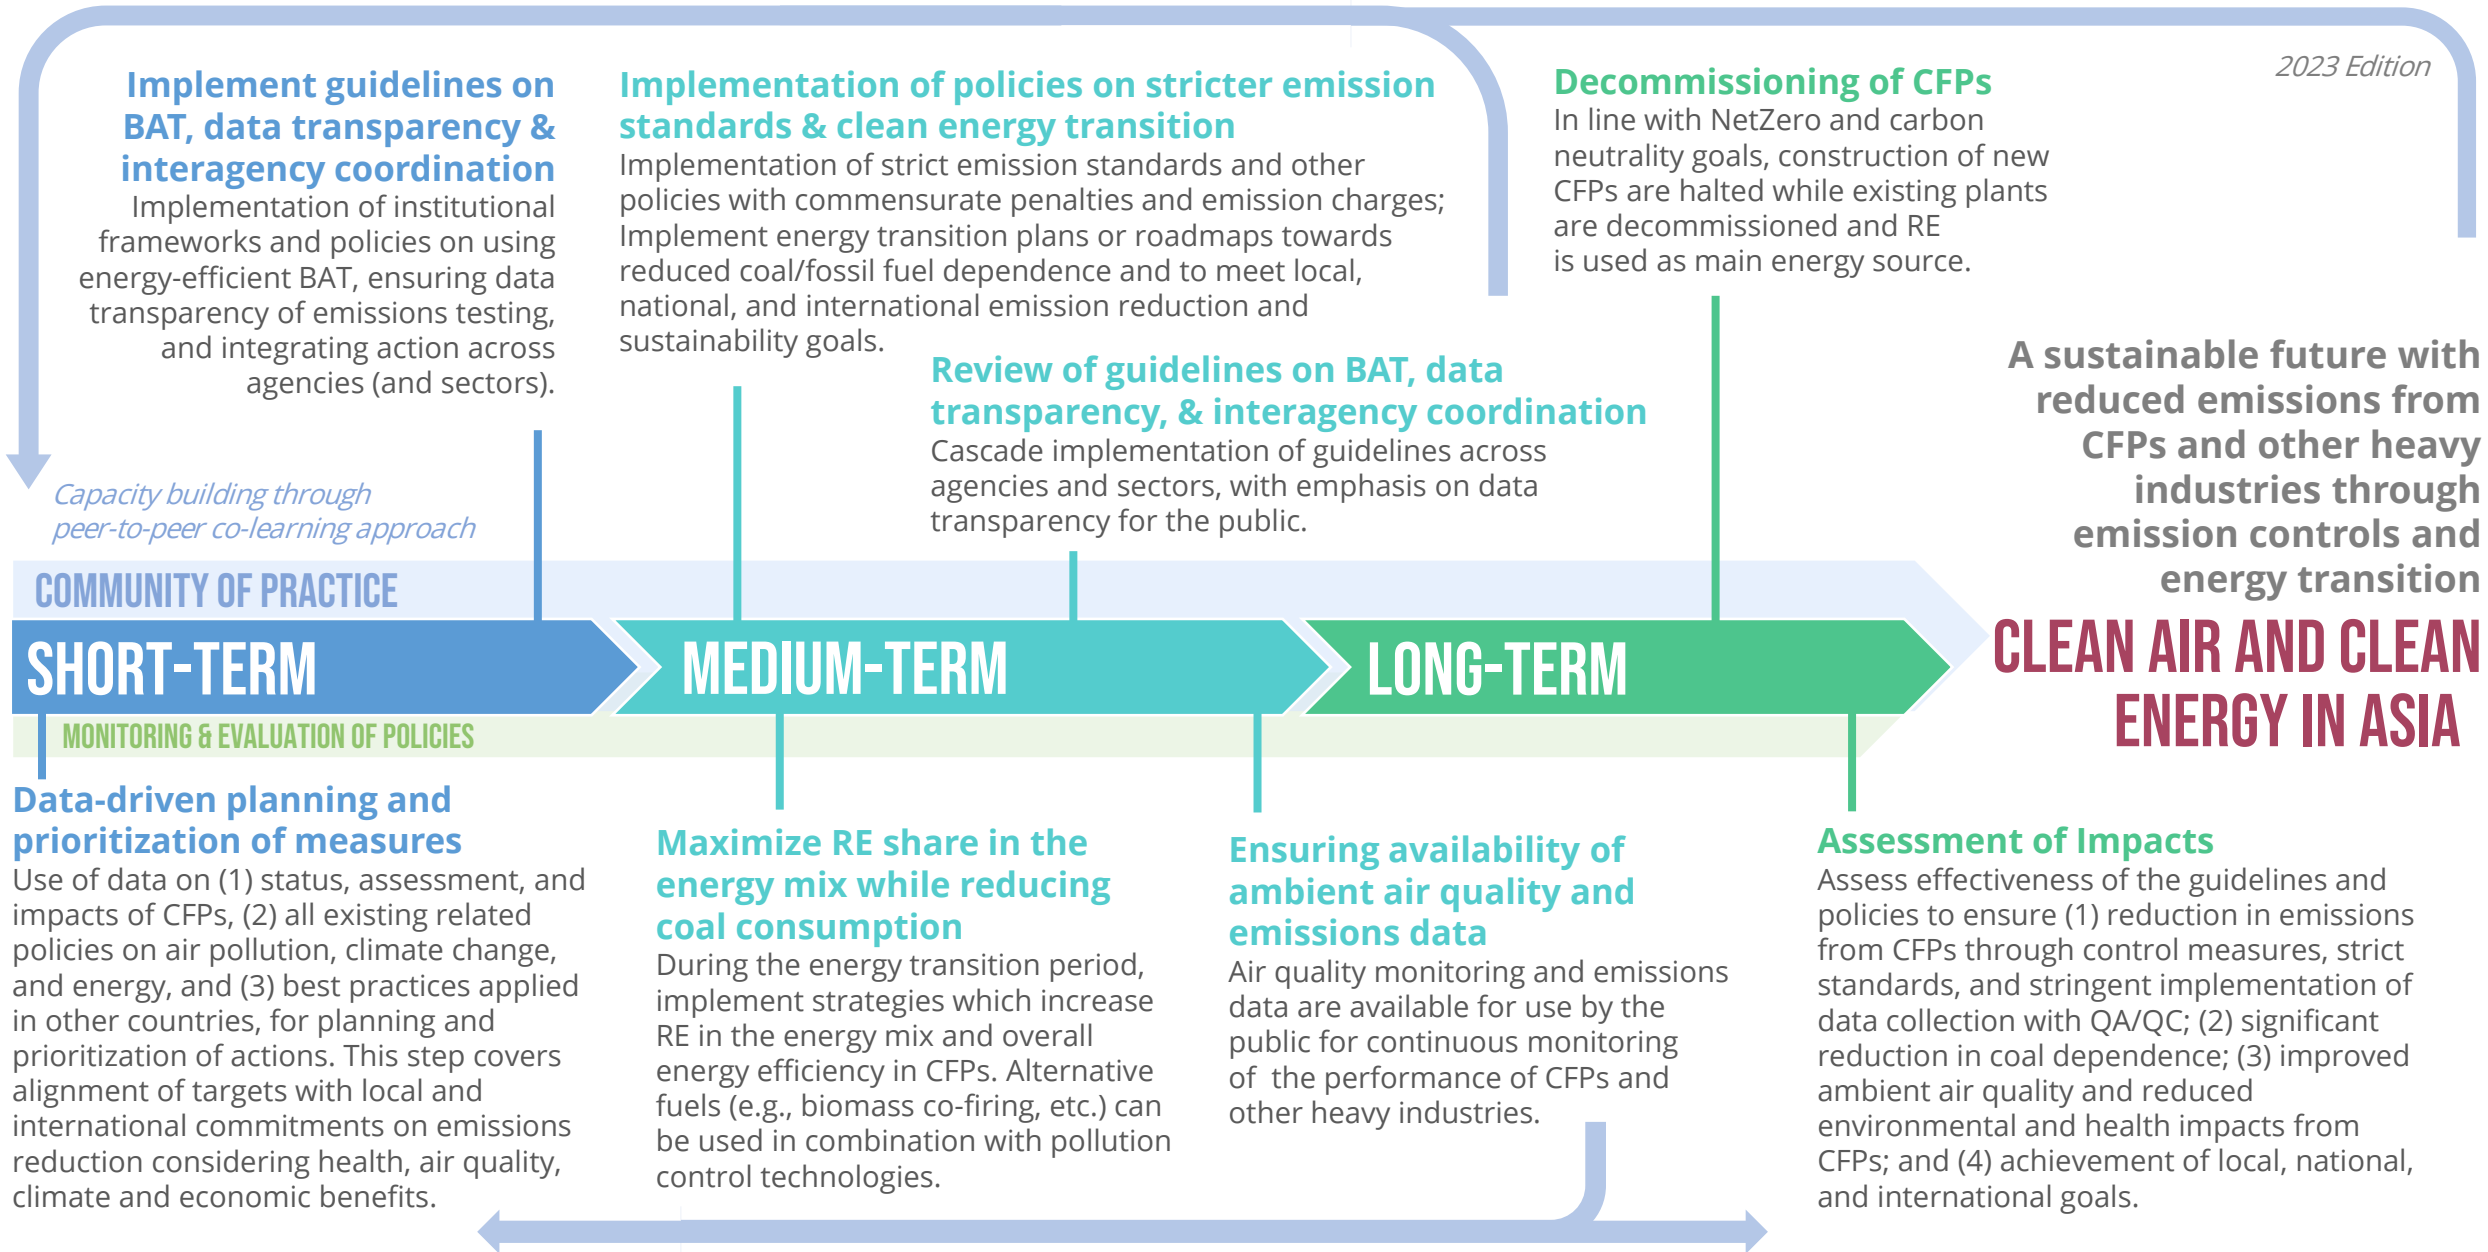 2023 Edition
Implement guidelines on
BAT, data transparency &
interagency coordination
Implementation of institutional
frameworks and policies on using
energy-efficient BAT, ensuring data
transparency of emissions testing,
and integrating action across
agencies (and sectors).
Implementation of policies on stricter emission
standards & clean energy transition
Implementation of strict emission standards and other
policies with commensurate penalties and emission charges;
Implement energy transition plans or roadmaps towards
reduced coal/fossil fuel dependence and to meet local,
national, and international emission reduction and
sustainability goals.
Review of guidelines on BAT, data
transparency, & interagency coordination
Cascade implementation of guidelines across
agencies and sectors, with emphasis on data
transparency for the public.
Decommissioning of CFPs
In line with NetZero and carbon
neutrality goals, construction of new
CFPs are halted while existing plants
are decommissioned and RE
is used as main energy source.
Capacity building through
peer-to-peer co-learning approach
COMMUNITY OF PRACTICE
SHORT-TERM
MEDIUM-TERM
LONG-TERM
MONITORING & EVALUATION OF POLICIES
A sustainable future with
reduced emissions from
CFPs and other heavy
industries through
emission controls and
energy transition
CLEAN AIR AND CLEAN
ENERGY IN ASIA
Data-driven planning and
prioritization of measures
Use of data on (1) status, assessment, and
impacts of CFPs, (2) all existing related
policies on air pollution, climate change,
and energy, and (3) best practices applied
in other countries, for planning and
prioritization of actions. This step covers
alignment of targets with local and
international commitments on emissions
reduction considering health, air quality,
climate and economic benefits.
Maximize RE share in the
energy mix while reducing
coal consumption
During the energy transition period,
implement strategies which increase
RE in the energy mix and overall
energy efficiency in CFPs. Alternative
fuels (e.g., biomass co-firing, etc.) can
be used in combination with pollution
control technologies.
Ensuring availability of
ambient air quality and
emissions data
Air quality monitoring and emissions
data are available for use by the
public for continuous monitoring
of the performance of CFPs and
other heavy industries.
Assessment of Impacts
Assess effectiveness of the guidelines and
policies to ensure (1) reduction in emissions
from CFPs through control measures, strict
standards, and stringent implementation of
data collection with QA/QC; (2) significant
reduction in coal dependence; (3) improved
ambient air quality and reduced
environmental and health impacts from
CFPs; and (4) achievement of local, national,
and international goals.